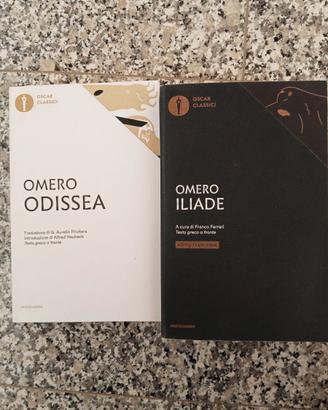 OSCAR
CLASSICI
OMERO
ODISSEA
Traduzione di G. Aurelio Privitera
Introduzione di Alfred Heubeck
Testo greco a fronte
MONDADORI
OSCAR
CLASSICI
OMERO
ILIADE
A cura di Franco Ferrari
Testo greco a fronte
MONDADORI